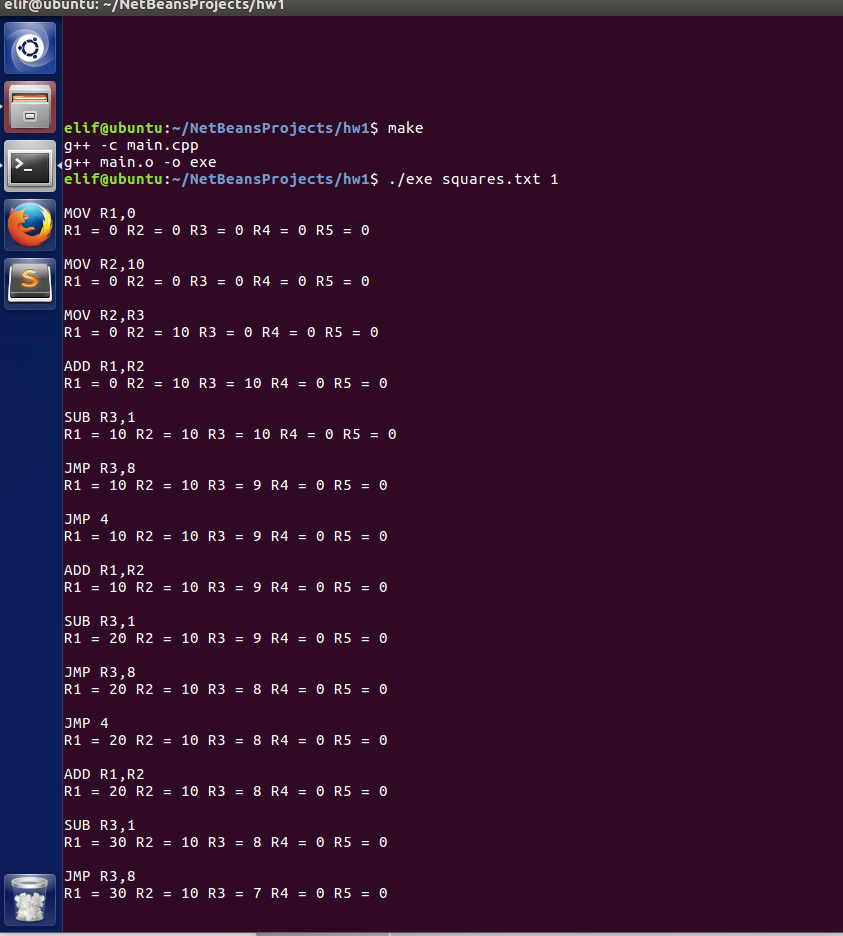 elif@ubuntu: ~/NetBeansProjects/hw1
elif@ubuntu:~/NetBeansProjects/hw1$ make
g++ -c main.cpp
g++ main.o -o exe
elif@ubuntu:~/NetBeansProjects/hw1$ ./exe squares.txt 1
MOV R1,0
R1 = 0 R2 = 0 R3 = 0 R4 = 0 R5 = 0
MOV R2,10
R1 = 0 R2 = 0 R3 = 0 R4 = 0 R5 = 0
MOV R2,R3
R1 = 0 R2 = 10 R3 = 0 R4 = 0 R5 = 0
ADD R1,R2
R1 = 0 R2 = 10 R3 = 10 R4 = 0 R5 = 0
SUB R3,1
R1 = 10 R2 = 10 R3 = 10 R4 = 0 R5 = 0
JMP R3,8
R1 = 10 R2 = 10 R3 = 9 R4 = 0 R5 = 0
JMP 4
R1 = 10 R2 = 10 R3 = 9 R4 = 0 R5 = 0
ADD R1,R2
R1 = 10 R2 = 10 R3 = 9 R4 = 0 R5 = 0
SUB R3,1
R1 = 20 R2 = 10 R3 = 9 R4 = 0 R5 = 0
JMP R3,8
R1 = 20 R2 = 10 R3 = 8 R4 = 0 R5 = 0
JMP 4
R1 = 20 R2 = 10 R3 = 8 R4 = 0 R5 = 0
ADD R1,R2
R1 = 20 R2 = 10 R3 = 8 R4 = 0 R5 = 0
SUB R3,1
R1 = 30 R2 = 10 R3 = 8 R4 = 0 R5 = 0
JMP R3,8
R1 = 30 R2 = 10 R3 = 7 R4 = 0 R5 = 0